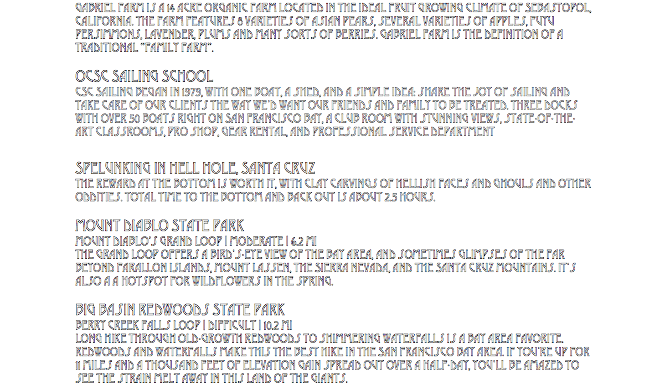 GABRIEL FARM IS A 14 ACRE ORGANIC FARM LOCATED IN THE IDEAL FRUIT GROWING CLIMATE OF SEBASTOPOL,
CALIFORNIA. THE FARM FEATURES 8 VARIETIES OF ASIAN PEARS, SEVERAL VARIETIES OF APPLES, FUYU
PERSIMMONS, LAVENDER, PLUMS AND MANY SORTS OF BERRIES. GABRIEL FARM IS THE DEFINITION OF A
TRADITIONAL "FAMILY FARM".
OCSC SAILING SCHOOL
CSC SAILING BEGAN IN 1979, WITH ONE BOAT, A SHED, AND A SIMPLE IDEA: SHARE THE JOY OF SAILING AND
TAKE CARE OF OUR CLIENTS THE WAY WE'D WANT OUR FRIENDS AND FAMILY TO BE TREATED. THREE DOCKS
WITH OVER 50 BOATS RIGHT ON SAN FRANCISCO BAY, A CLUB ROOM WITH STUNNING VIEWS, STATE-OF-THE-
ART CLASSROOMS, PRO SHOP, GEAR RENTAL, AND PROFESSIONAL SERVICE DEPARTMENT
SPELUNKING IN HELL HOLE, SANTA CRUZ
THE REWARD AT THE BOTTOM IS WORTH IT, WITH CLAY CARVINGS OF HELLISH FACES AND GHOULS AND OTHER
ODDITIES. TOTAL TIME TO THE BOTTOM AND BACK OUT IS ABOUT 2.5 HOURS.
MOUNT DIABLO STATE PARK
MOUNT DIABLO'S GRAND LOOP | MODERATE | 6.2 MI
THE GRAND LOOP OFFERS A BIRD'S-EYE VIEW OF THE BAY AREA, AND SOMETIMES GLIMPSES OF THE FAR
BEYOND FARALLON ISLANDS, MOUNT LASSEN, THE SIERRA NEVADA, AND THE SANTA CRUZ MOUNTAINS. IT'S
ALSO A A HOTSPOT FOR WILDFLOWERS IN THE SPRING.
BIG BASIN REDWOODS STATE PARK
BERRY CREEK FALLS LOOP | DIFFICULT | 10.2 MI
LONG HIKE THROUGH OLD-GROWTH REDWOODS TO SHIMMERING WATERFALLS IS A BAY AREA FAVORITE.
REDWOODS AND WATERFALLS MAKE THIS THE BEST HIKE IN THE SAN FRANCISCO BAY AREA. IF YOU'RE UP FOR
11 MILES AND A THOUSAND FEET OF ELEVATION GAIN SPREAD OUT OVER A HALF-DAY, YOU'LL BE AMAZED TO
SEE THE STRAIN MELT AWAY IN THIS LAND OF THE GIANTS.